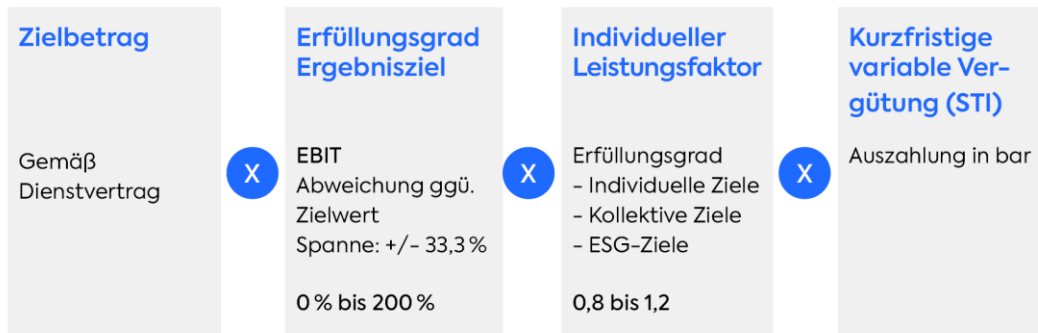 Zielbetrag
Gemäß
Dienstvertrag
X
Erfüllungsgrad
Ergebnisziel
EBIT
Abweichung ggü.
Zielwert
Spanne: +/- 33,3 %
0 % bis 200 %
X
Individueller
Leistungsfaktor
Erfüllungsgrad
- Individuelle Ziele
- Kollektive Ziele
- ESG-Ziele
0,8 bis 1,2
X
Kurzfristige
variable Ver-
gütung (STI)
Auszahlung in bar